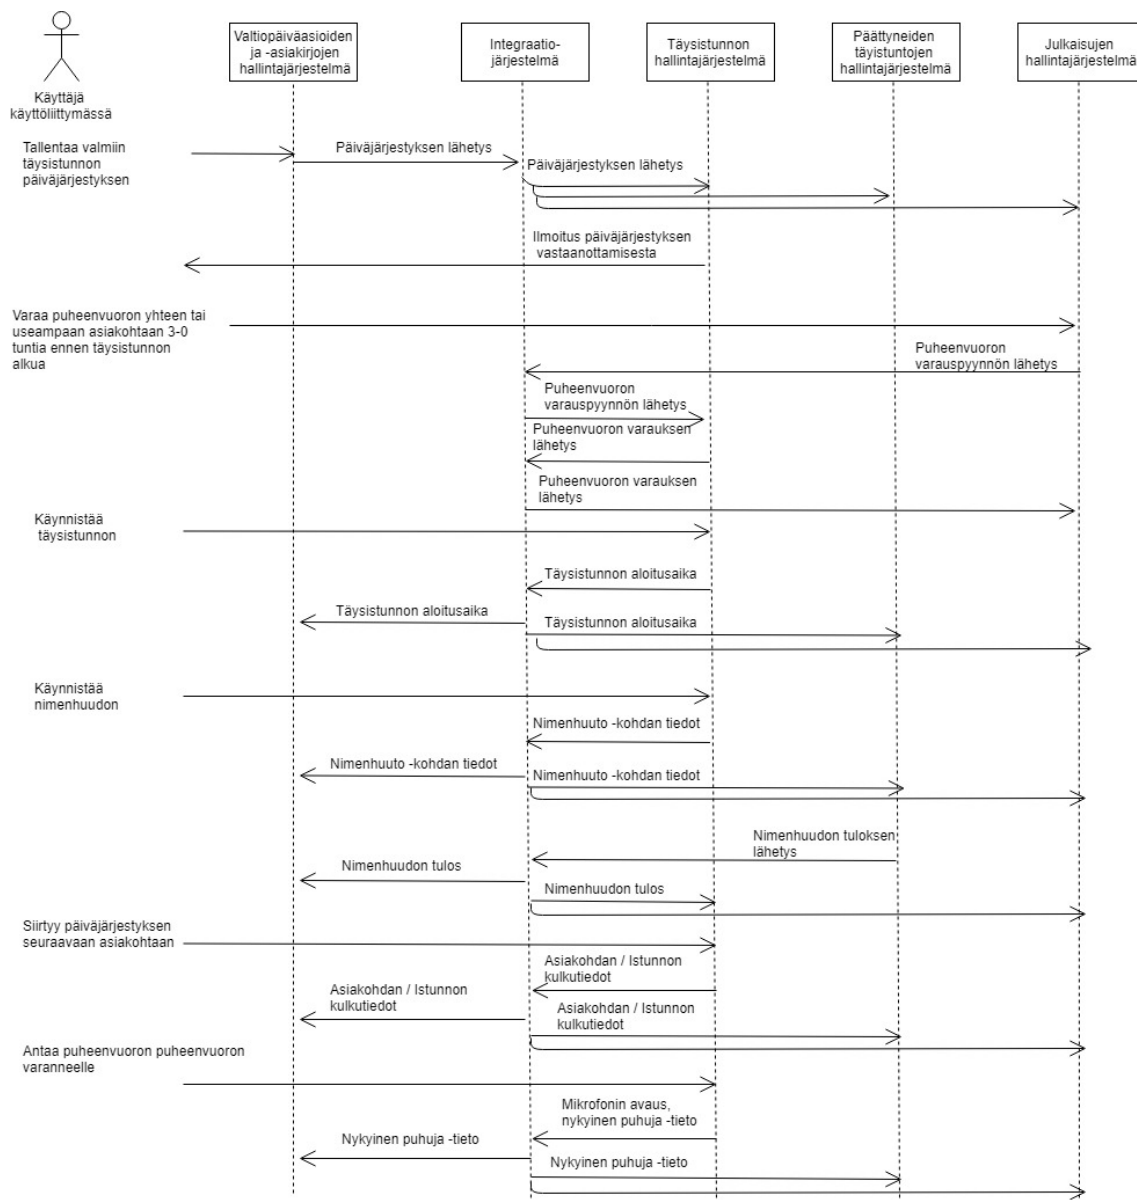 Valtiopäiväasioiden
ja -asiakirjojen
hallintajärjestelmä
Integraatio-
järjestelmä
Täysistunnon
hallintajärjestelmä
Päättyneiden
täyistuntojen
hallintajärjestelmä
Julkaisujen
hallintajärjestelmä
Käyttäjä
käyttöliittymässä
Tallentaa valmiin
täysistunnon
päiväjärjestyksen
Päiväjärjestyksen lähetys
Päiväjärjestyksen lähetys
Ilmoitus päiväjärjestyksen
vastaanottamisesta
Varaa puheenvuoron yhteen tai
useampaan asiakohtaan 3-0
tuntia ennen täysistunnon
alkua
Puheenvuoron
varauspyynnön lähetys
Puheenvuoron
varauspyynnön lähetys
Puheenvuoron varauksen
lähetys
Puheenvuoron varauksen
lähetys
Käynnistää
täysistunnon
Täysistunnon aloitusaika
Täysistunnon aloitusaika
Täysistunnon aloitusaika
Käynnistää
nimenhuudon
Nimenhuuto -kohdan tiedot
Nimenhuuto -kohdan tiedot
Nimenhuuto -kohdan tiedot
Nimenhuudon tuloksen
lähetys
Nimenhuudon tulos
Nimenhuudon tulos
Siirtyy päiväjärjestyksen
seuraavaan asiakohtaan
Asiakohdan / Istunnon
kulkutiedot
Asiakohdan / Istunnon
kulkutiedot
Asiakohdan / Istunnon
kulkutiedot
Antaa puheenvuoron puheenvuoron
varanneelle
Mikrofonin avaus,
nykyinen puhuja -tieto
Nykyinen puhuja -tieto
Nykyinen puhuja -tieto